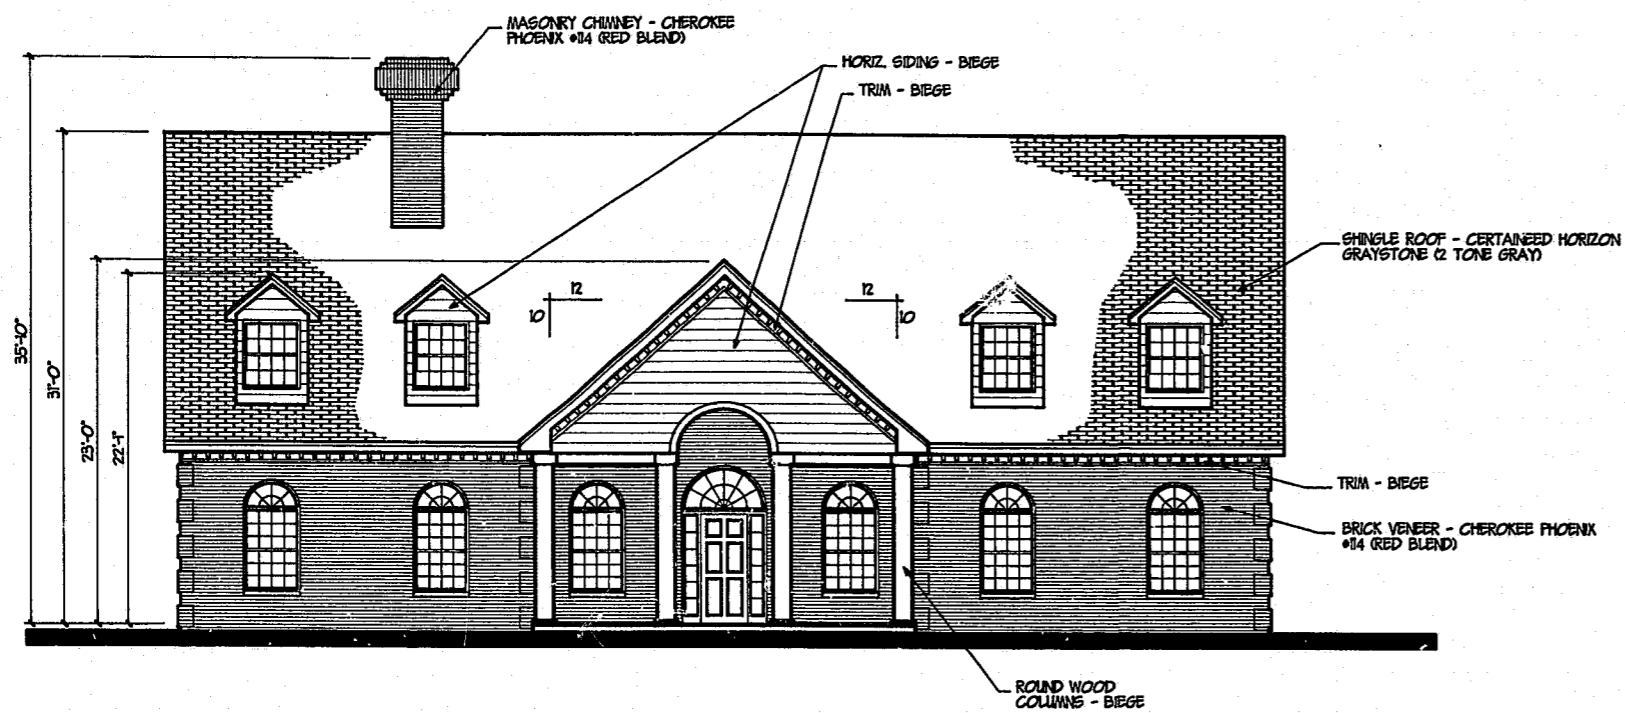 MASONRY CHIMNEY - CHEROKEE
PHOENIX #114 (RED BLEND)
HORIZ. SIDING - BIEGE
TRIM - BIEGE
SHINGLE ROOF - CERTAINEED HORIZON
GRAYSTONE (2 TONE GRAY)
12
10
12
10
35'-10"
31'-0"
23'-0"
22'-1"
TRIM - BIEGE
BRICK VENEER - CHEROKEE PHOENIX
#114 (RED BLEND)
ROUND WOOD
COLUMNS - BIEGE